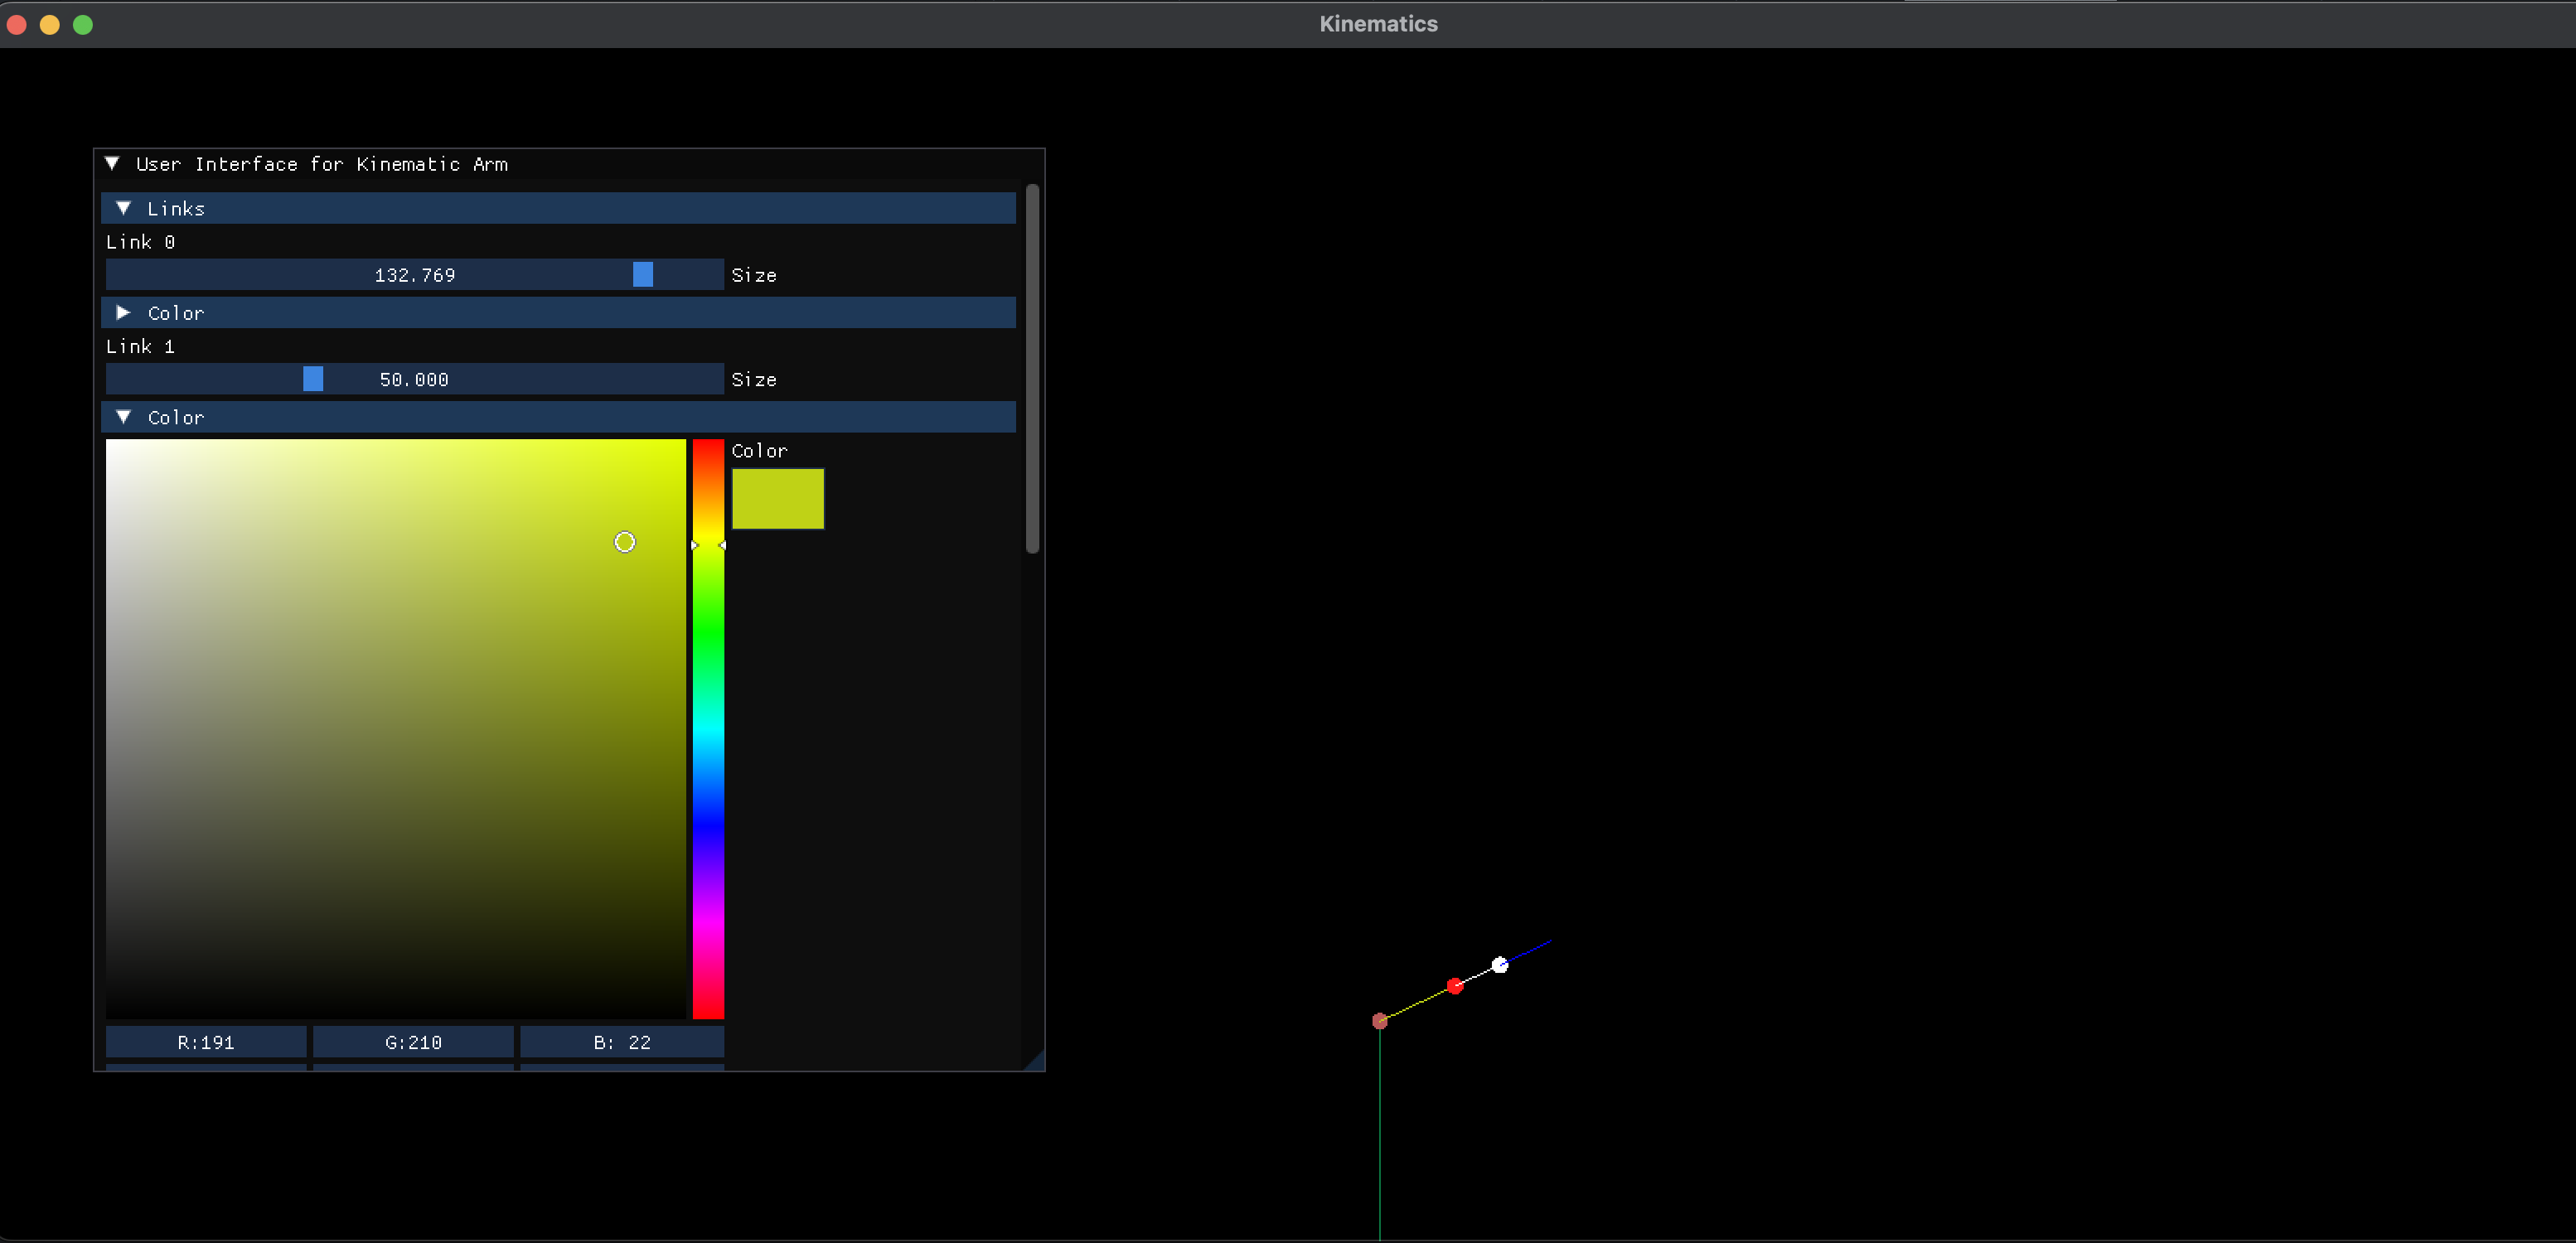 Kinematics
User Interface for Kinematic Arm
Links
Link 0
132.769 Size
Color
Link 1
50.000 Size
Color
Color
R:191 G:210 B: 22